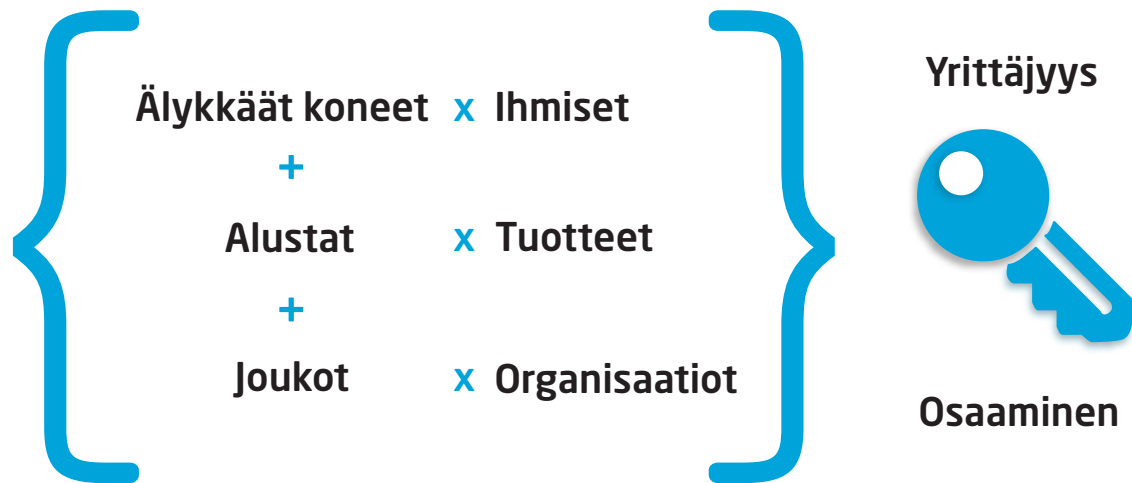 Älykkäät koneet x Ihmiset
+
Alustat x Tuotteet
+
Joukot x Organisaatiot
Yrittäjyys
Osaaminen